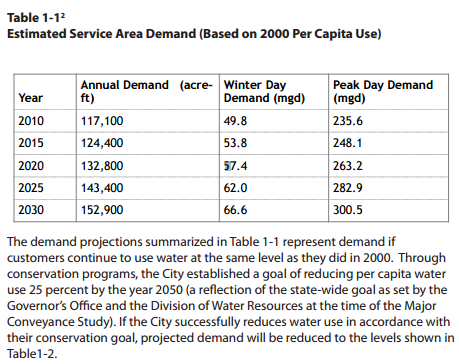 Table 1-1²
Estimated Service Area Demand (Based on 2000 Per Capita Use)
Year Annual Demand (acre-ft) Winter Day Demand (mgd) Peak Day Demand (mgd)
2010 117,100 49.8 235.6
2015 124,400 53.8 248.1
2020 132,800 57.4 263.2
2025 143,400 62.0 282.9
2030 152,900 66.6 300.5
The demand projections summarized in Table 1-1 represent demand if
customers continue to use water at the same level as they did in 2000. Through
conservation programs, the City established a goal of reducing per capita water
use 25 percent by the year 2050 (a reflection of the state-wide goal as set by the
Governor's Office and the Division of Water Resources at the time of the Major
Conveyance Study). If the City successfully reduces water use in accordance with
their conservation goal, projected demand will be reduced to the levels shown in
Table1-2.